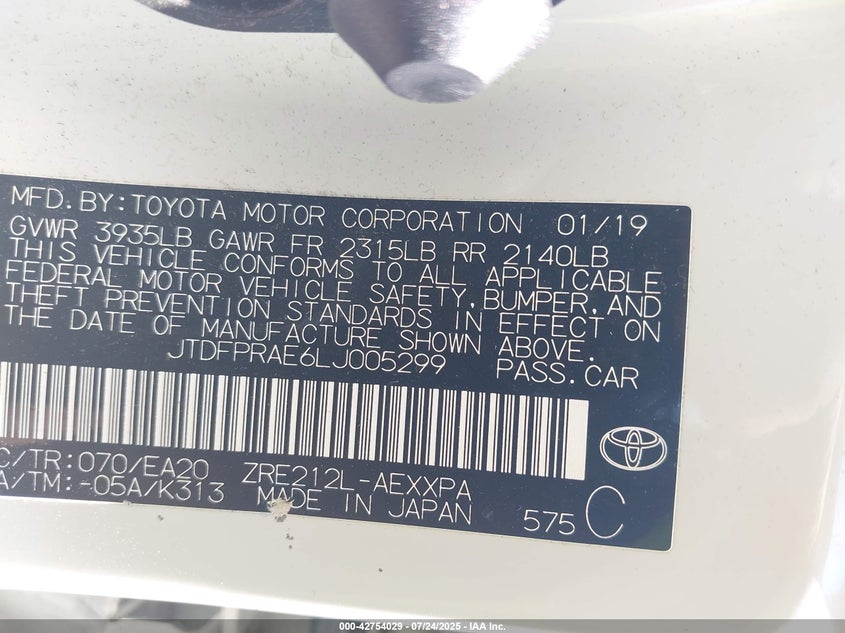 MFD.BY:TOYOTA MOTOR CORPORATION 01/19
GVWR 3935LB GAWR FR 2315LB RR 2140LB
THIS VEHICLE CONFORMS TO ALL APPLICABLE
FEDERAL MOTOR VEHICLE SAFETY,BUMPER,AND
THEFT PREVENTION STANDARDS IN EFFECT ON
THE DATE OF MANUFACTURE SHOWN ABOVE.
JTDFPRAE6LJ005299 PASS.CAR
C/TR:070/EA20 ZRE212L-AEXXPA
A/TM:-05A/K313 MADE IN JAPAN 575 C
000-42754029 - 07/24/2025 - IAA Inc.